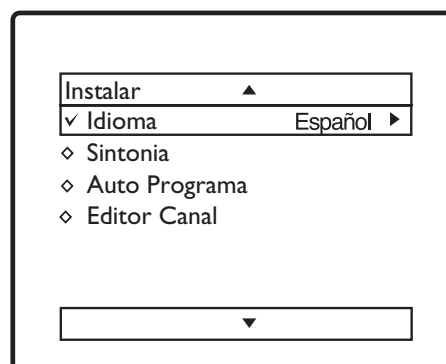 Instalar
Idioma Español
Sintonia
Auto Programa
Editor Canal